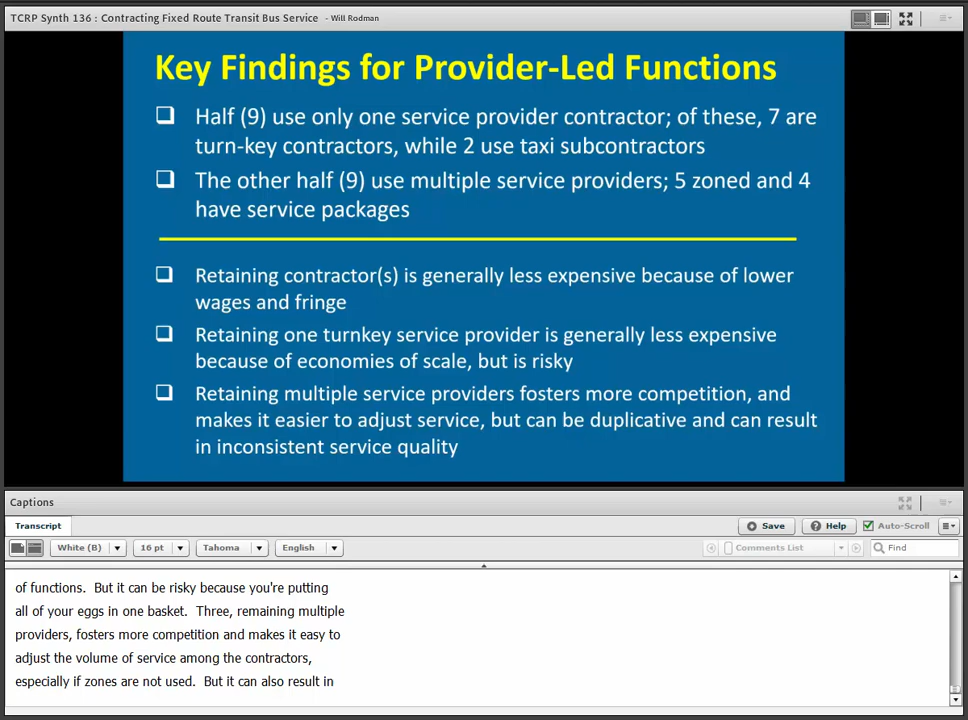 TCRP Synth 136 : Contracting Fixed Route Transit Bus Service - Will Rodman
Key Findings for Provider-Led Functions
Half (9) use only one service provider contractor; of these, 7 are
turn-key contractors, while 2 use taxi subcontractors
The other half (9) use multiple service providers; 5 zoned and 4
have service packages
Retaining contractor(s) is generally less expensive because of lower
wages and fringe
Retaining one turnkey service provider is generally less expensive
because of economies of scale, but is risky
Retaining multiple service providers fosters more competition, and
makes it easier to adjust service, but can be duplicative and can result
in inconsistent service quality
Captions
Transcript
Save
Help
Auto-Scroll
White (B)
16 pt
Tahoma
English
Comments List
Find
of functions. But it can be risky because you're putting
all of your eggs in one basket. Three, remaining multiple
providers, fosters more competition and makes it easy to
adjust the volume of service among the contractors,
especially if zones are not used. But it can also result in